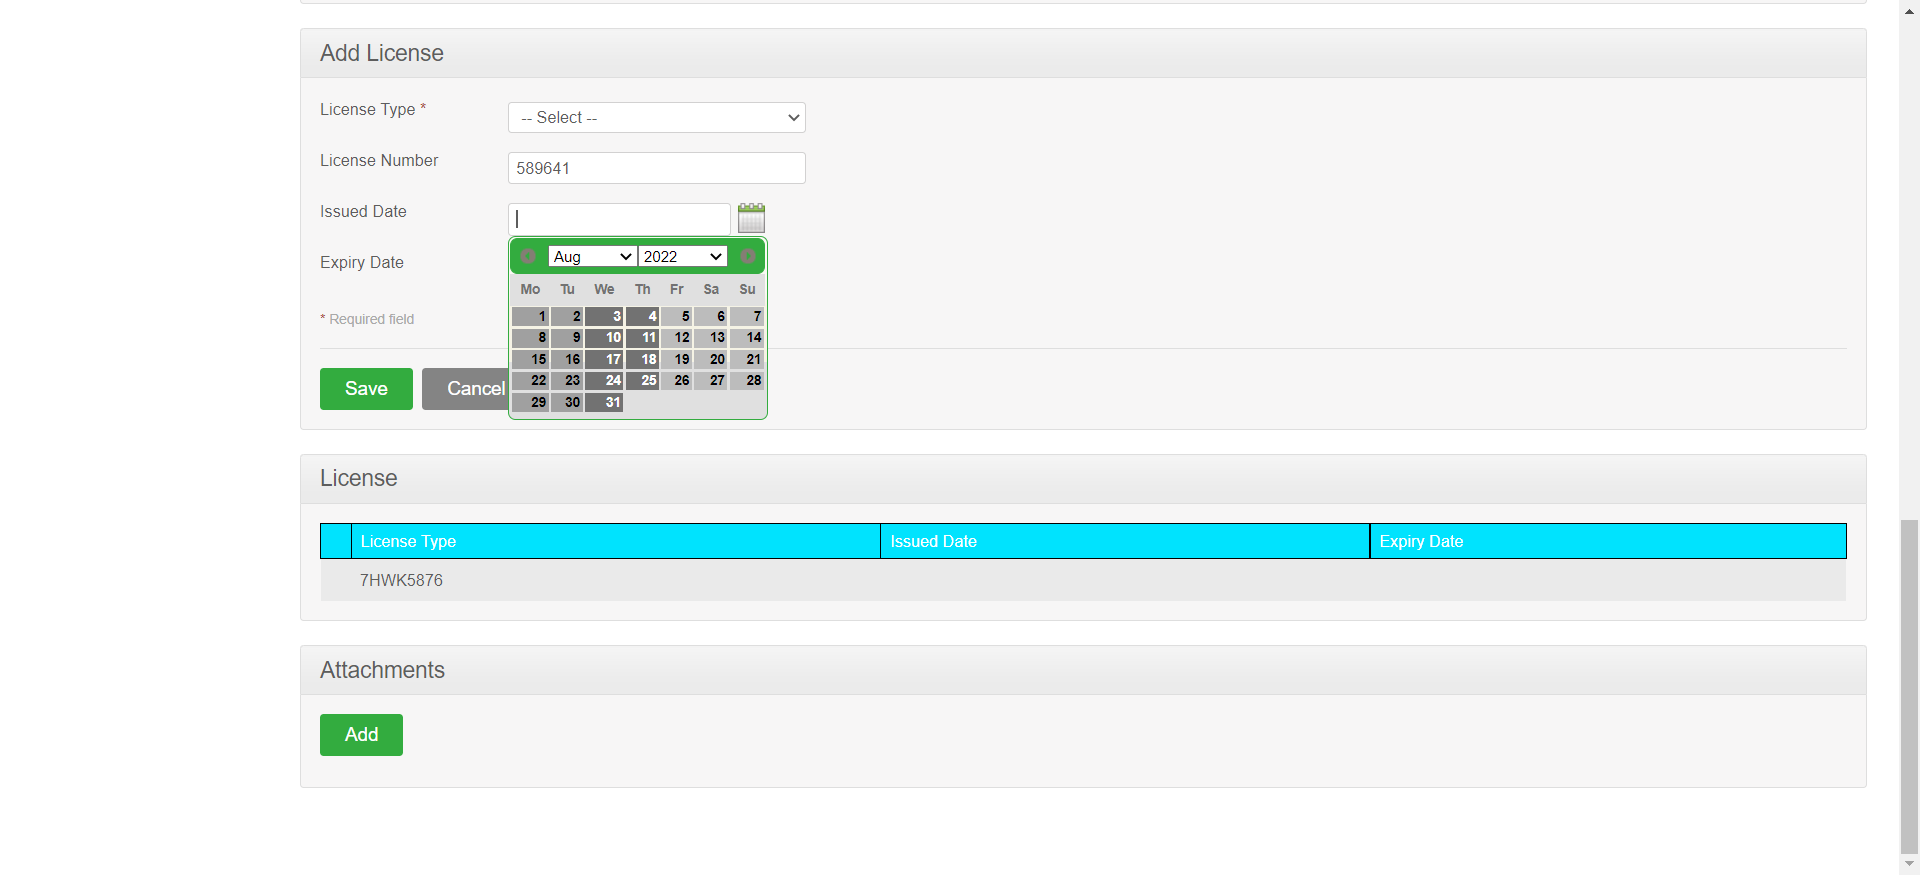 Add License
License Type *
-- Select --
License Number
589641
Issued Date
Expiry Date
Aug 2022
Mo Tu We Th Fr Sa Su
1 2 3 4 5 6 7
8 9 10 11 12 13 14
15 16 17 18 19 20 21
22 23 24 25 26 27 28
29 30 31
* Required field
Save Cancel
License
License Type Issued Date Expiry Date
7HWK5876
Attachments
Add